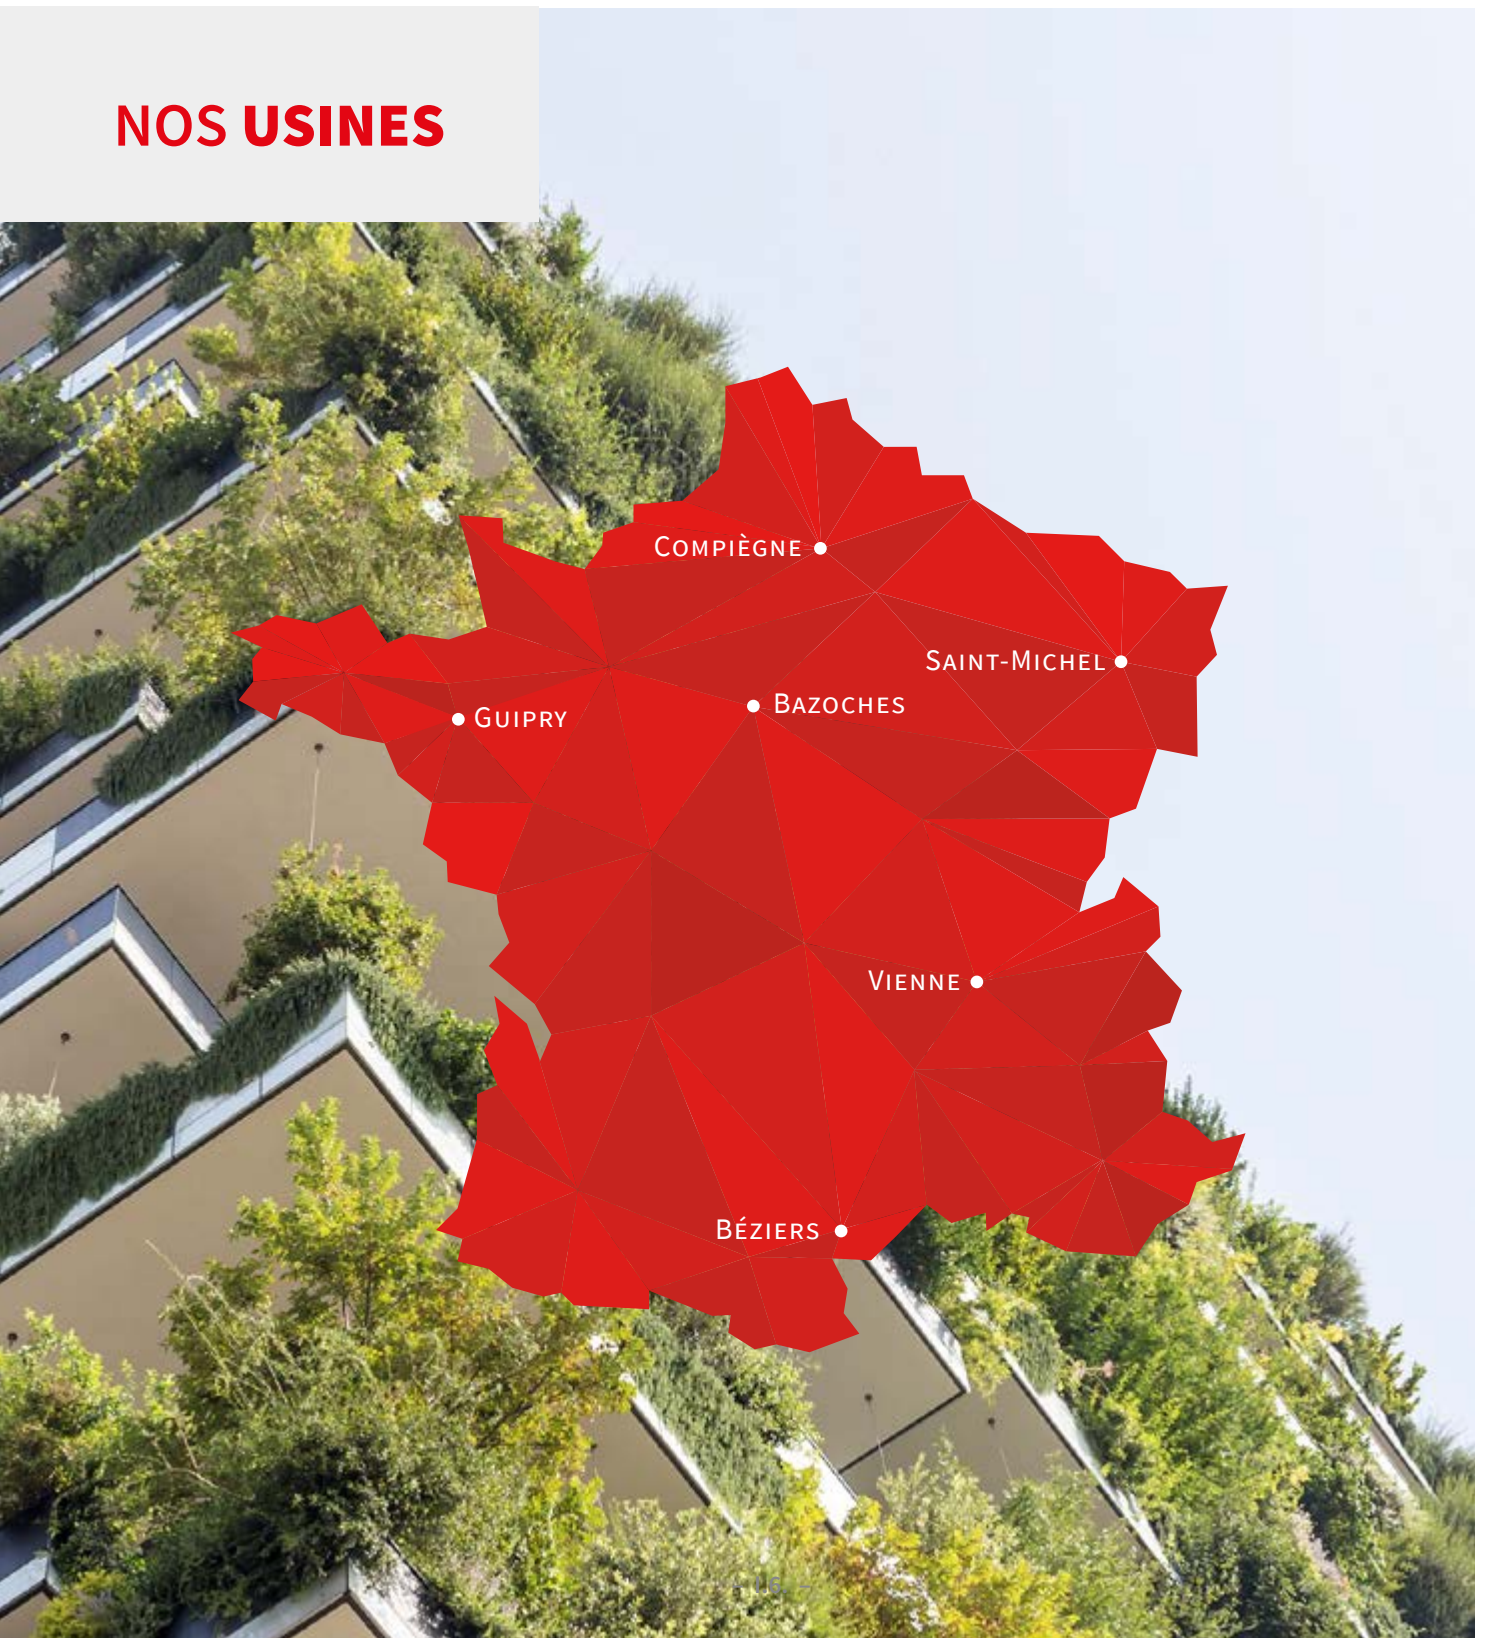 NOS USINES
COMPIÈGNE
SAINT-MICHEL
BAZOCHES
GUIPRY
VIENNE
BÉZIERS